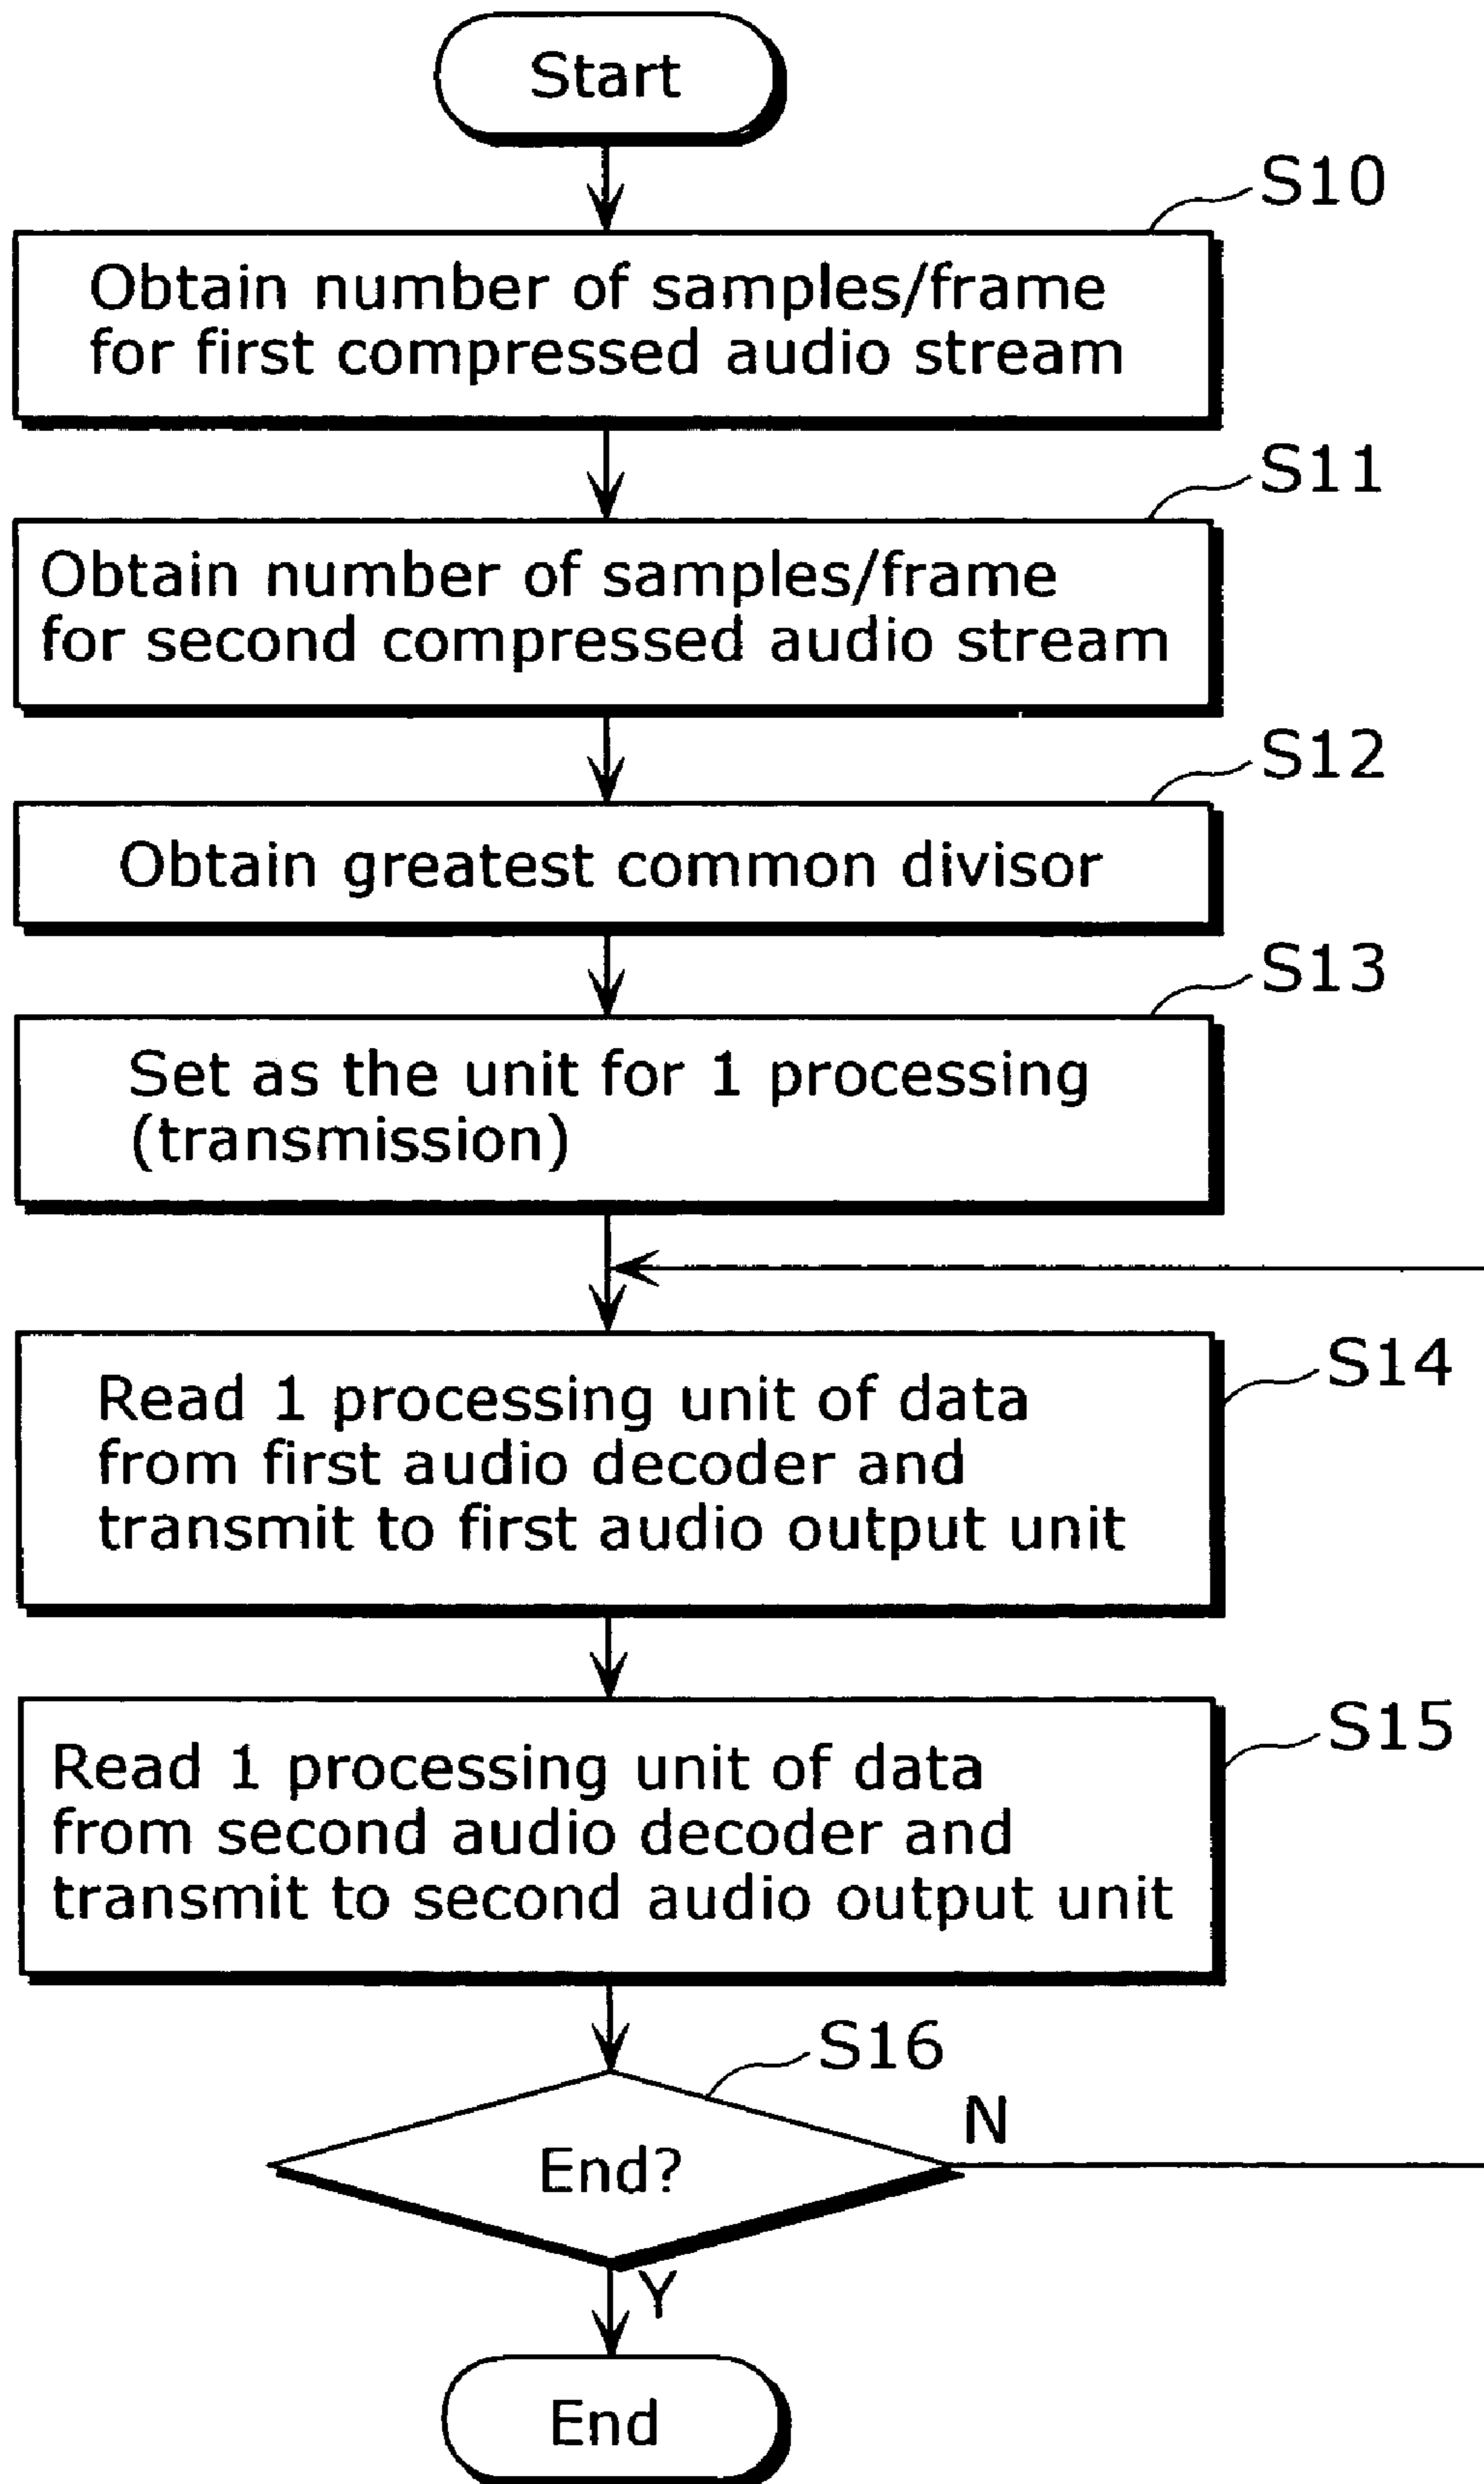 Start
S10
Obtain number of samples/frame
for first compressed audio stream
S11
Obtain number of samples/frame
for second compressed audio stream
S12
Obtain greatest common divisor
S13
Set as the unit for 1 processing
(transmission)
S14
Read 1 processing unit of data
from first audio decoder and
transmit to first audio output unit
S15
Read 1 processing unit of data
from second audio decoder and
transmit to second audio output unit
S16
N
End?
Y
End